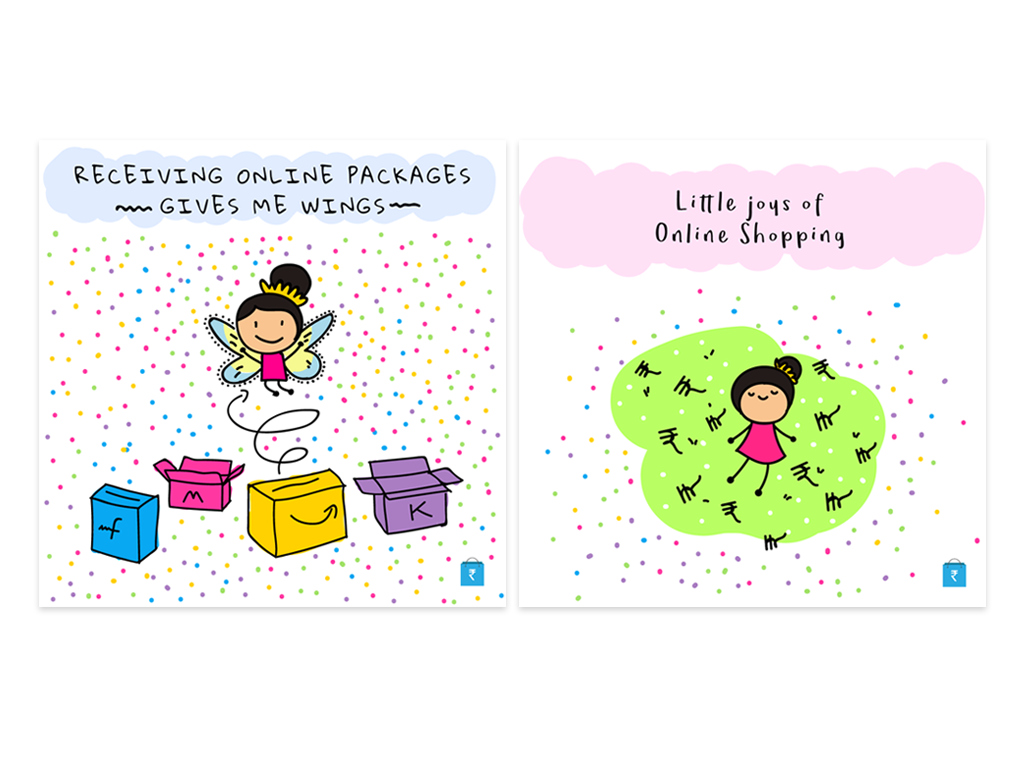 RECEIVING ONLINE PACKAGES
GIVES ME WINGS
f
M
K
₹
Little joys of
Online Shopping
₹ ₹ ₹
₹ ₹
₹ ₹
₹ ₹
₹ ₹
₹
₹